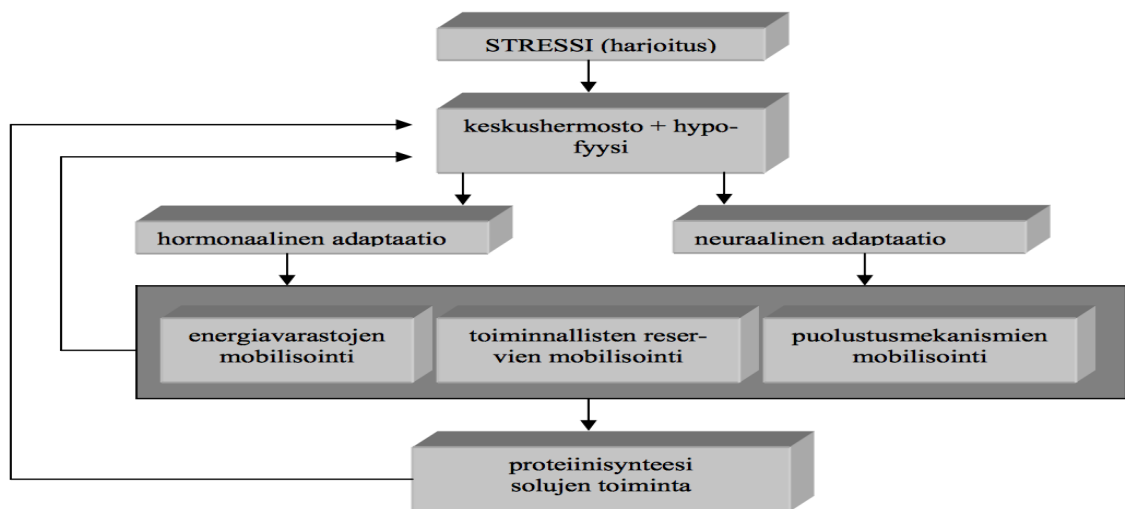 STRESSI (harjoitus)
keskushermosto + hypo-
fyysi
hormonaalinen adaptaatio
neuraalinen adaptaatio
energiavarastojen
mobilisointi
toiminnallisten reser-
vien mobilisointi
puolustusmekanismien
mobilisointi
proteiinisynteesi
solujen toiminta